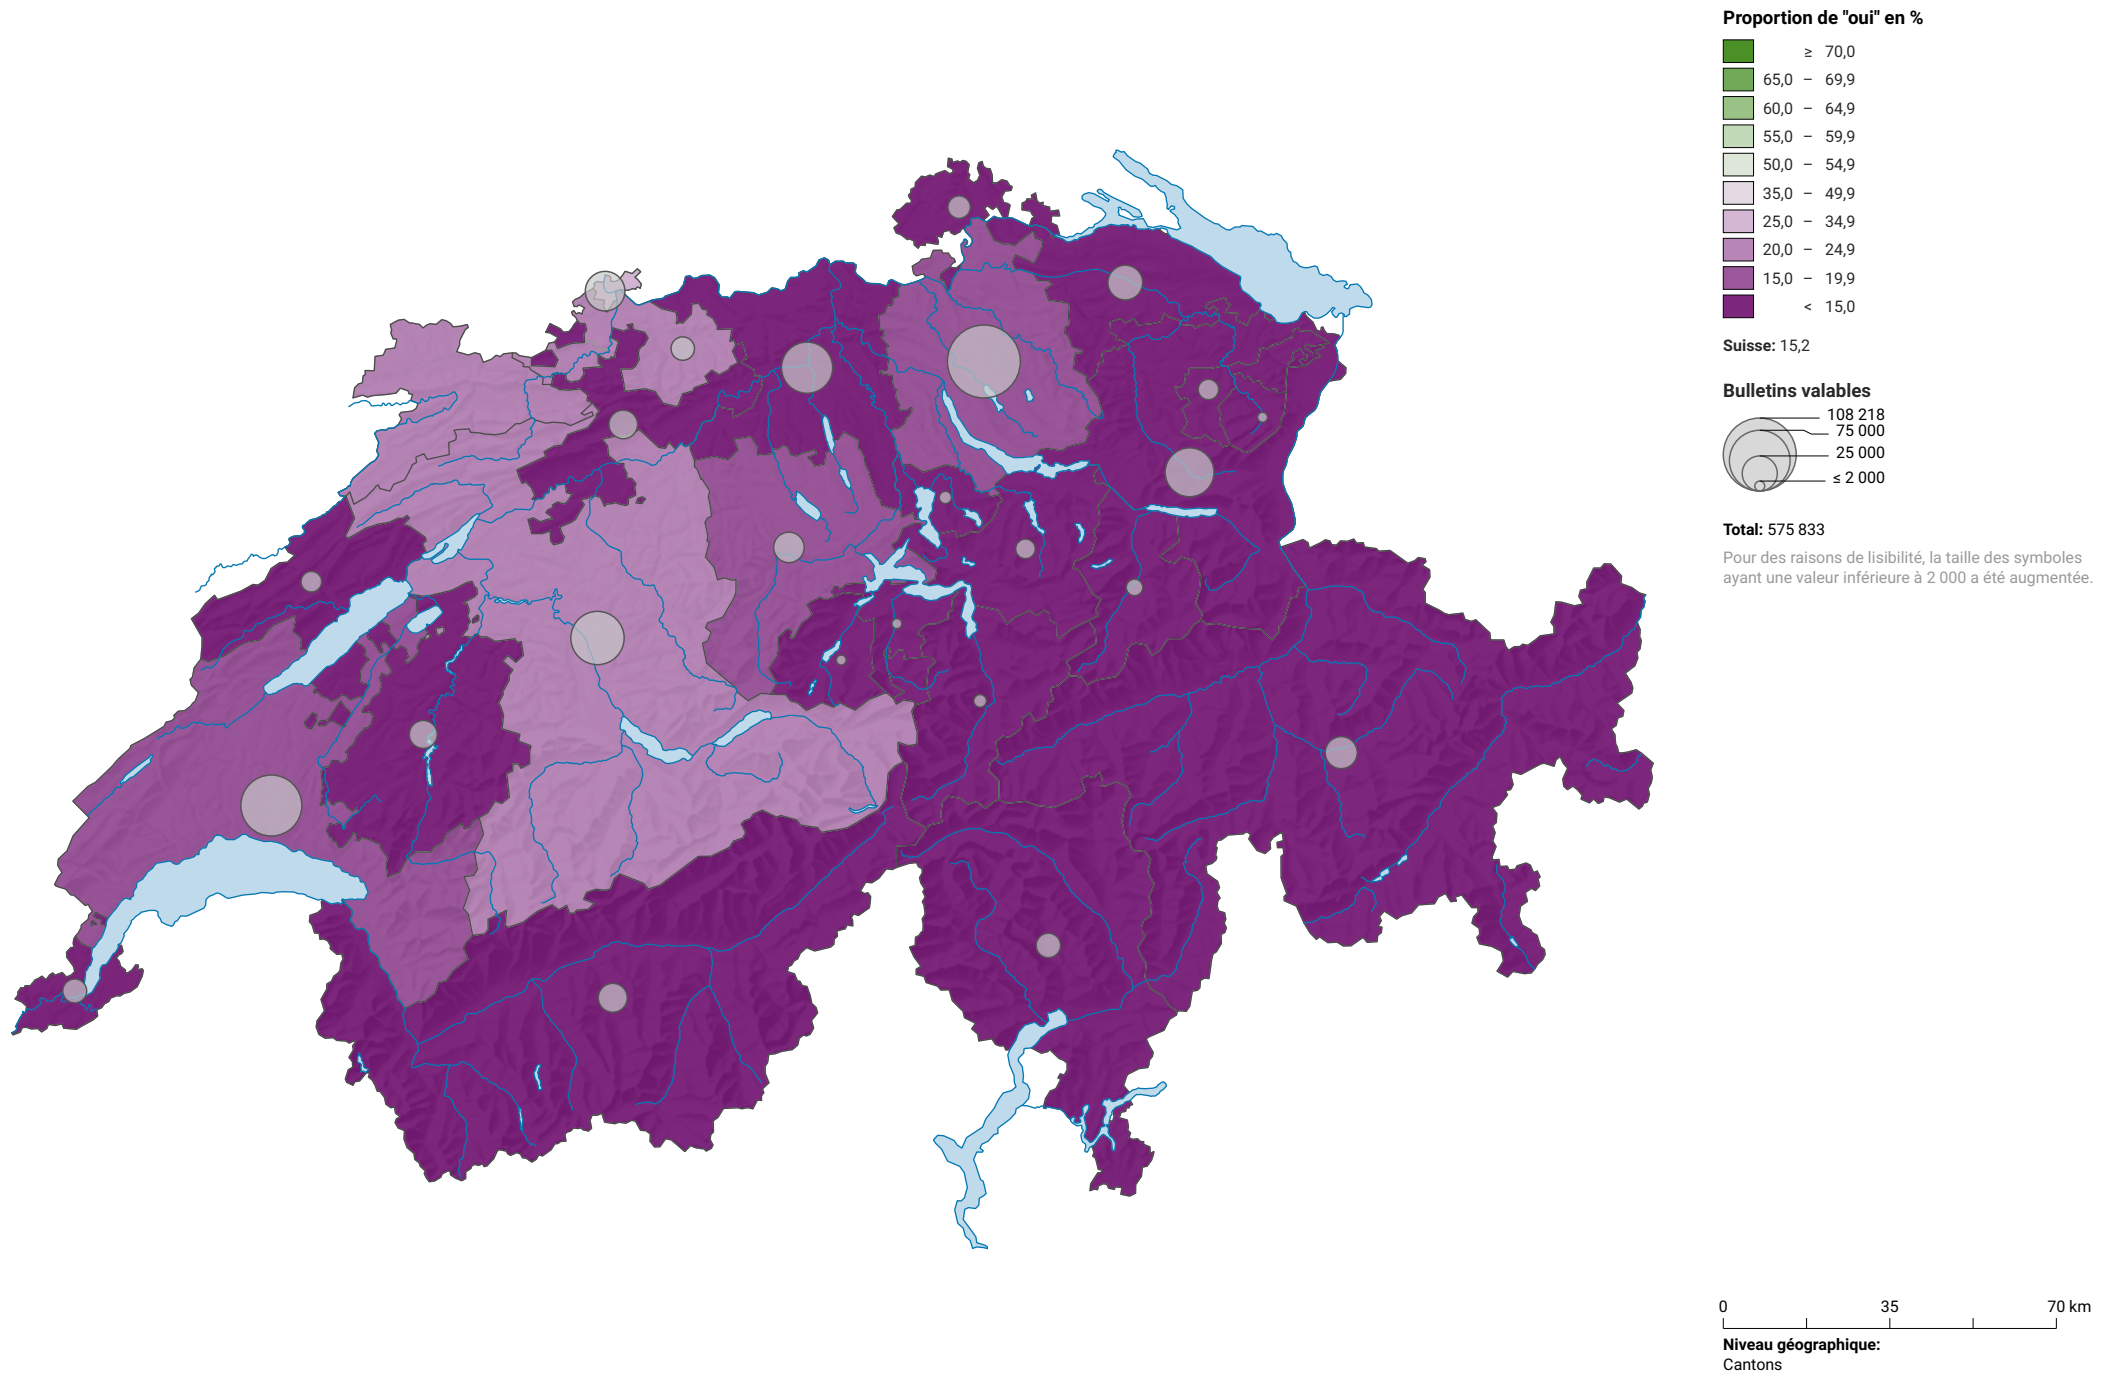 Proportion de "oui" en %
≥ 70,0
65,0 – 69,9
60,0 – 64,9
55,0 – 59,9
50,0 – 54,9
35,0 – 49,9
25,0 – 34,9
20,0 – 24,9
15,0 – 19,9
< 15,0
Suisse: 15,2
Bulletins valables
108 218
75 000
25 000
≤ 2 000
Total: 575 833
Pour des raisons de lisibilité, la taille des symboles
ayant une valeur inférieure à 2 000 a été augmentée.
0 35 70 km
Niveau géographique:
Cantons